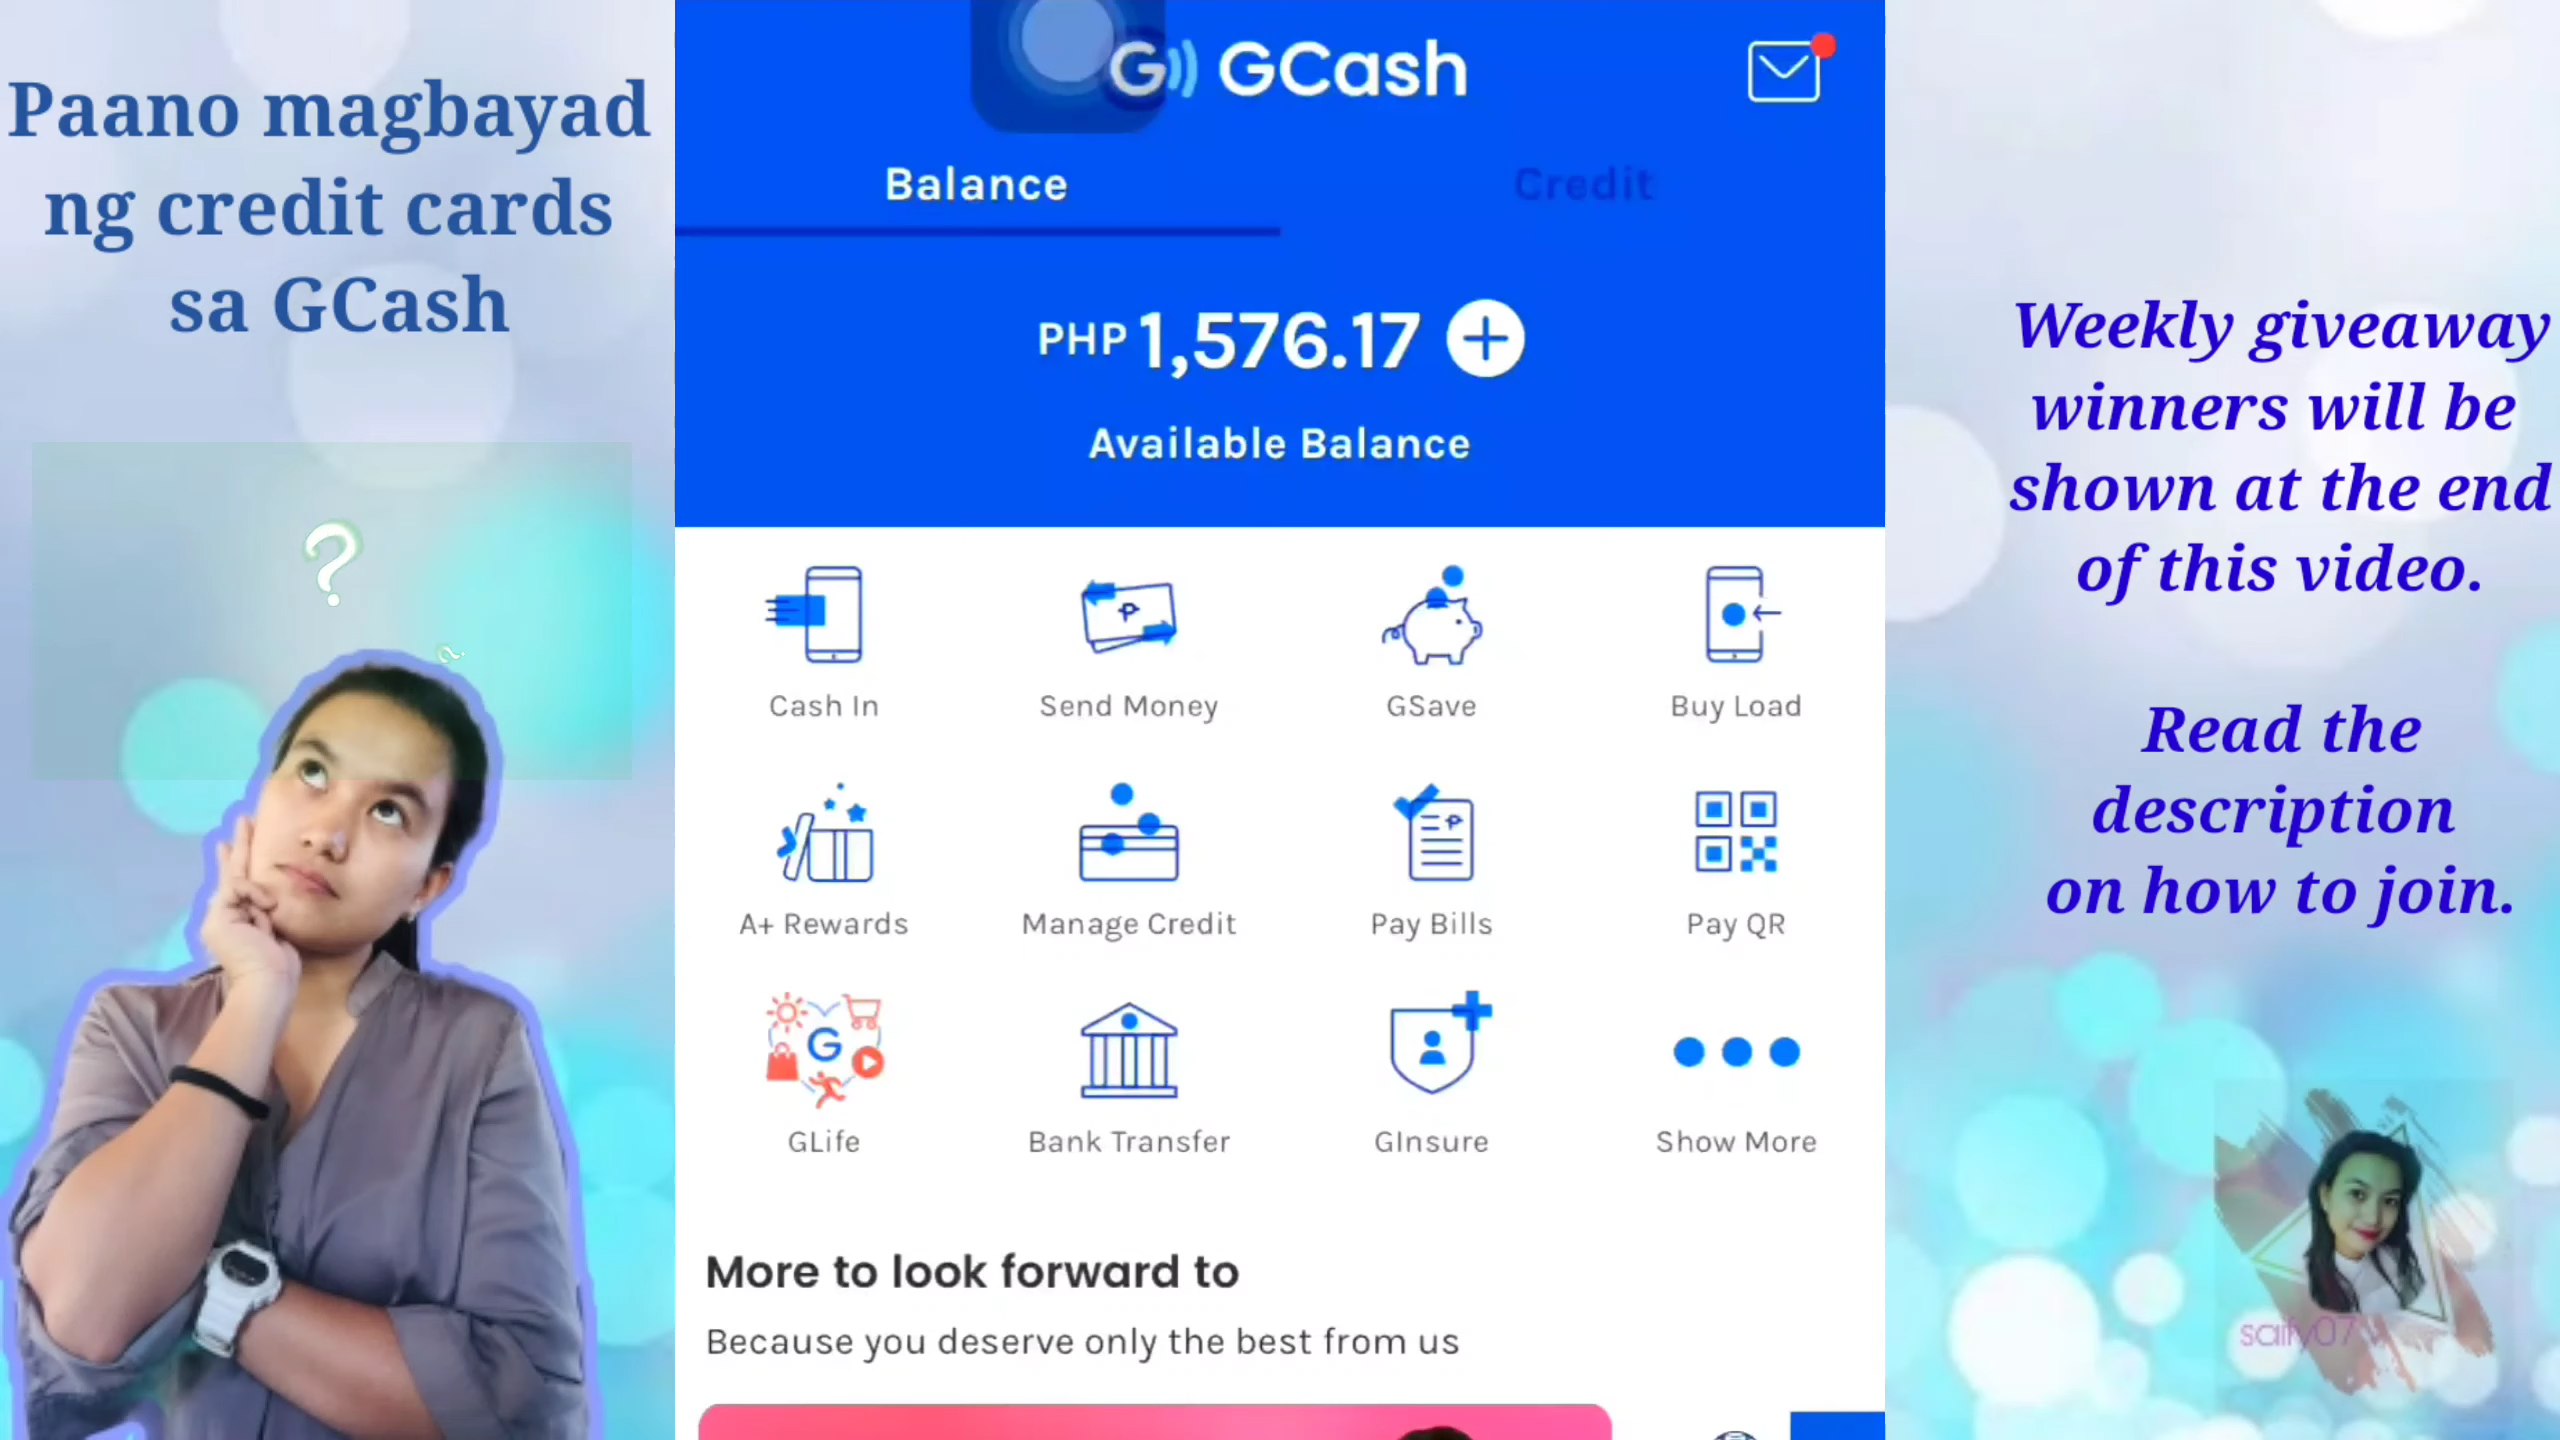 Paano magbayad
ng credit cards
sa GCash
?
?
G)) GCash
Balance
Credit
PHP 1,576.17
Available Balance
Cash In
Send Money
GSave
Buy Load
A+ Rewards
Manage Credit
Pay Bills
Pay QR
GLife
Bank Transfer
GInsure
Show More
More to look forward to
Because you deserve only the best from us
Weekly giveaway
winners will be
shown at the end
of this video.
Read the
description
on how to join.
saify07